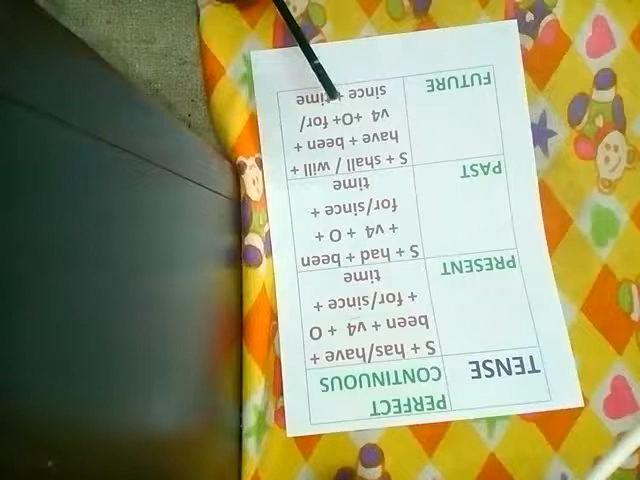 TENSE
PERFECT
CONTINUOUS
PRESENT
S + has/have +
been + v4 + O
+ for/since +
time
PAST
S + had + been
+ v4 + O +
for/since +
time
FUTURE
S + shall / will +
have + been +
v4 +O+ for/
since + time